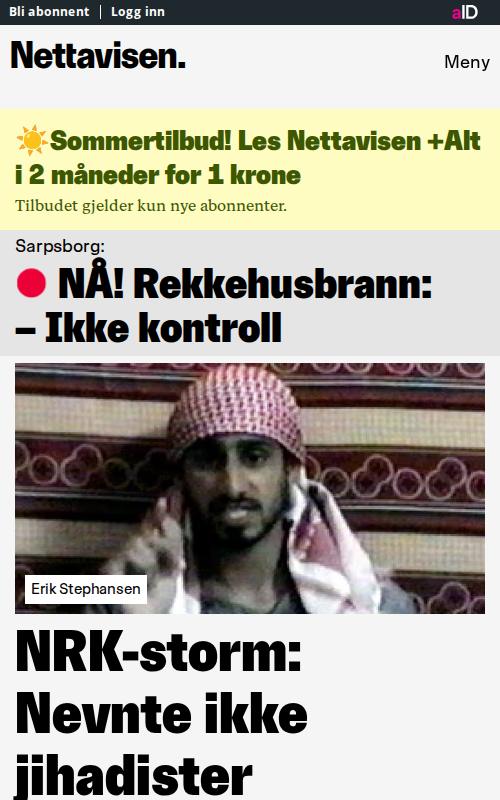 Bli abonnent
Logg inn
aID
Nettavisen.
Meny
☀️Sommertilbud! Les Nettavisen +Alt
i 2 måneder for 1 krone
Tilbudet gjelder kun nye abonnenter.
Sarpsborg:
🔴 NÅ! Rekkehusbrann:
– Ikke kontroll
Erik Stephansen
NRK-storm:
Nevnte ikke
jihadister